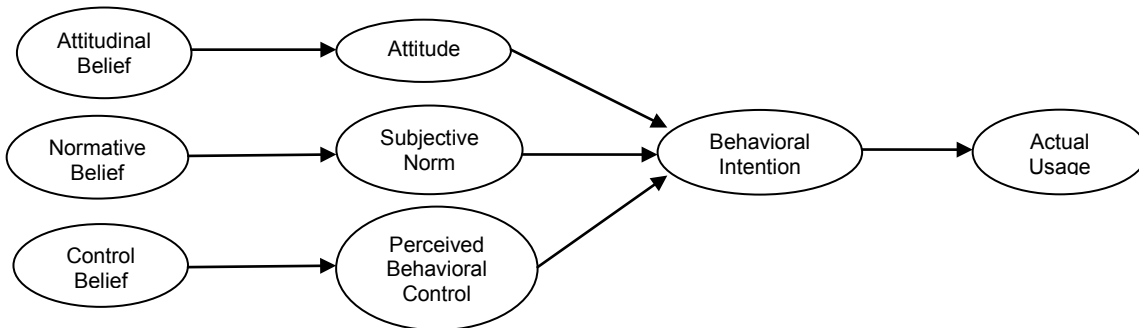 Attitudinal
Belief
Attitude
Normative
Belief
Subjective
Norm
Behavioral
Intention
Actual
Usage
Control
Belief
Perceived
Behavioral
Control